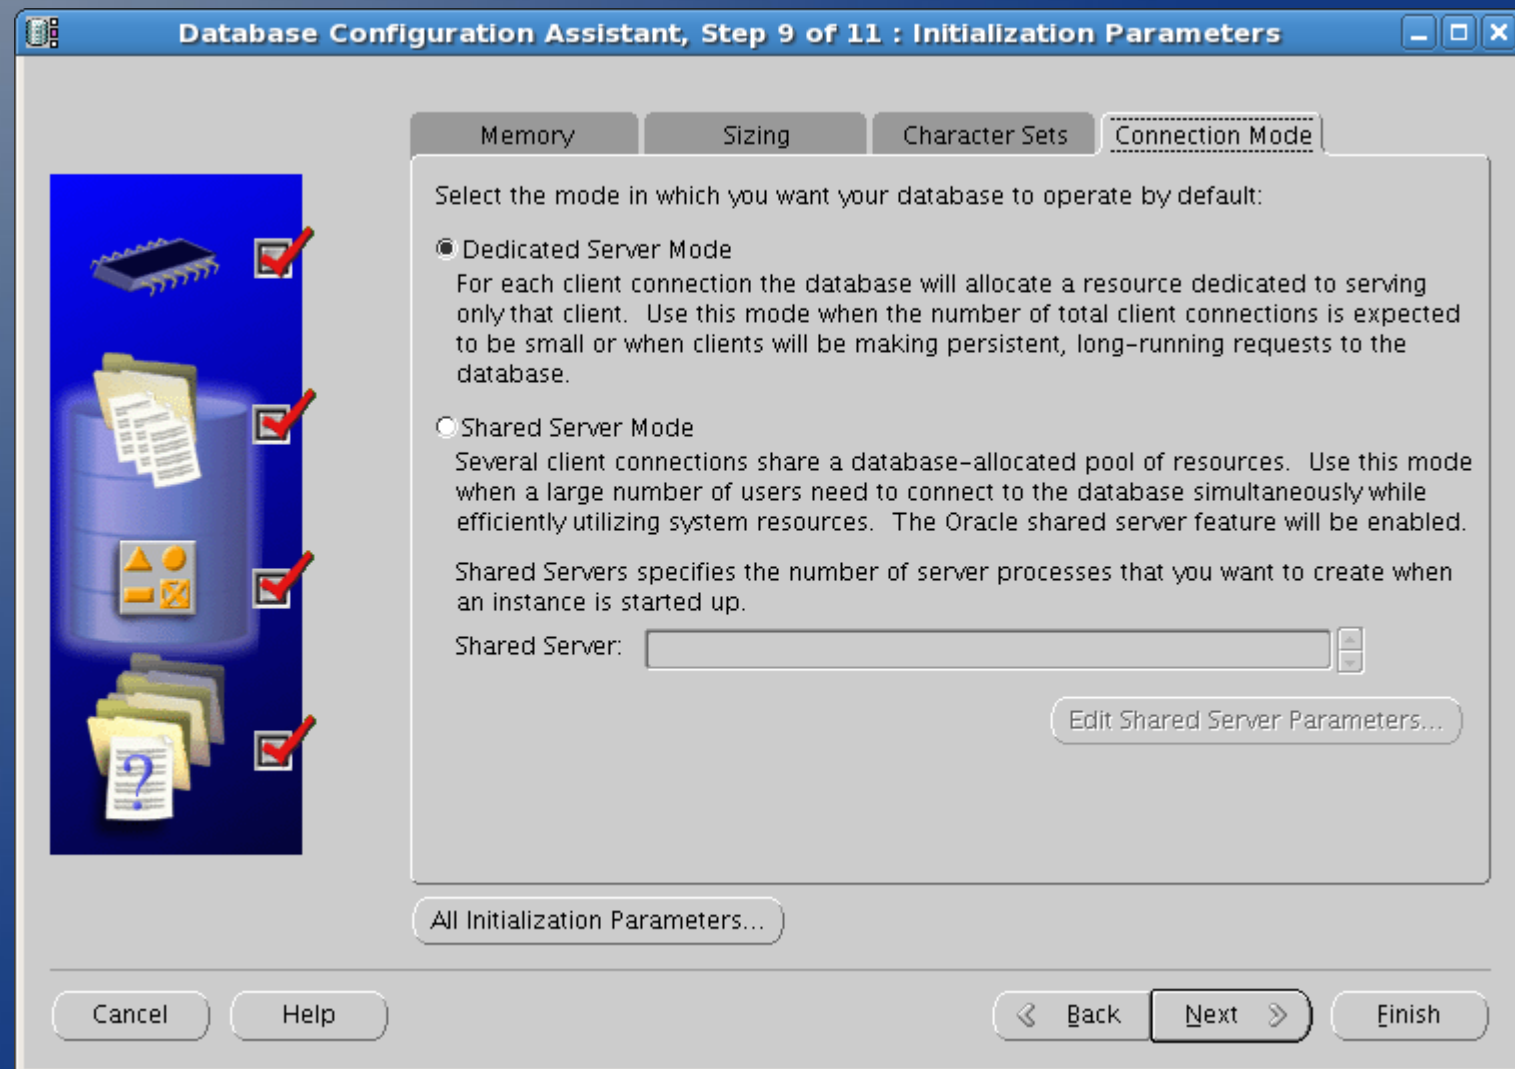 Database Configuration Assistant, Step 9 of 11 : Initialization Parameters
Memory
Sizing
Character Sets
Connection Mode
Select the mode in which you want your database to operate by default:
Dedicated Server Mode
For each client connection the database will allocate a resource dedicated to serving
only that client.  Use this mode when the number of total client connections is expected
to be small or when clients will be making persistent, long-running requests to the
database.
Shared Server Mode
Several client connections share a database-allocated pool of resources.  Use this mode
when a large number of users need to connect to the database simultaneously while
efficiently utilizing system resources.  The Oracle shared server feature will be enabled.
Shared Servers specifies the number of server processes that you want to create when
an instance is started up.
Shared Server:
Edit Shared Server Parameters...
?
All Initialization Parameters...
Cancel
Help
Back
Next
Finish